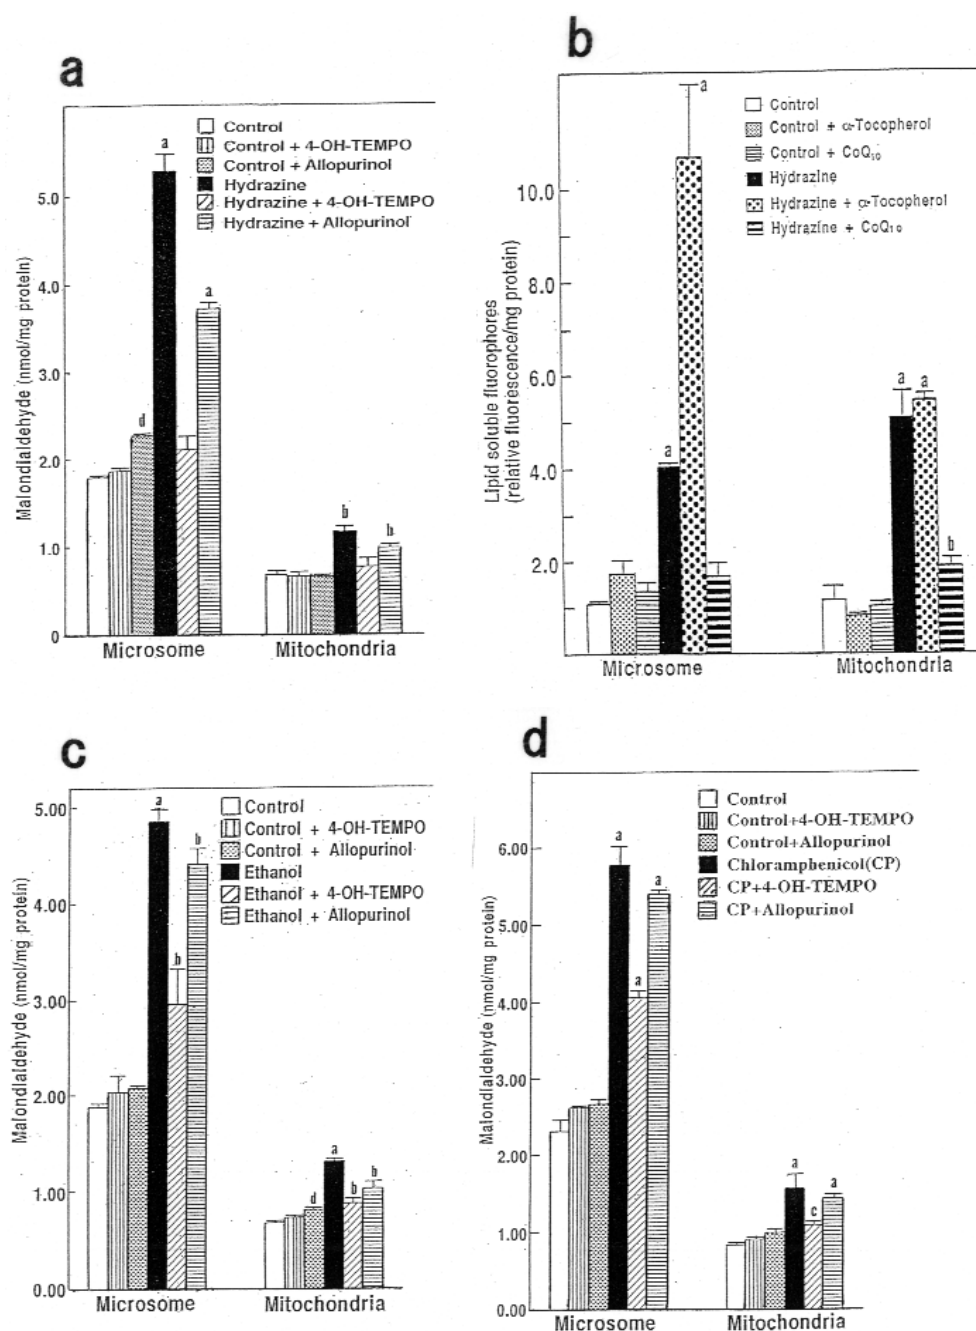 a
Malondialdehyde (nmol/mg protein)
Control
Control + 4-OH-TEMPO
Control + Allopurinol
Hydrazine
Hydrazine + 4-OH-TEMPO
Hydrazine + Allopurinol
5.0
4.0
3.0
2.0
1.0
0
d
a
a
b
b
Microsome
Mitochondria
b
Lipid soluble fluorophores
(relative fluorescence/mg protein)
Control
Control + α-Tocopherol
Control + CoQ₁₀
Hydrazine
Hydrazine + α-Tocopherol
Hydrazine + CoQ₁₀
10.0
8.0
6.0
4.0
2.0
a
a
a
a
b
Microsome
Mitochondria
c
Malondialdehyde (nmol/mg protein)
Control
Control + 4-OH-TEMPO
Control + Allopurinol
Ethanol
Ethanol + 4-OH-TEMPO
Ethanol + Allopurinol
5.00
4.00
3.00
2.00
1.00
0.00
a
b
b
d
a
b
b
Microsome
Mitochondria
d
Malondialdehyde (nmol/mg protein)
Control
Control+4-OH-TEMPO
Control+Allopurinol
Chloramphenicol(CP)
CP+4-OH-TEMPO
CP+Allopurinol
6.00
5.00
4.00
3.00
2.00
1.00
0.00
a
a
a
a
c
a
Microsome
Mitochondria